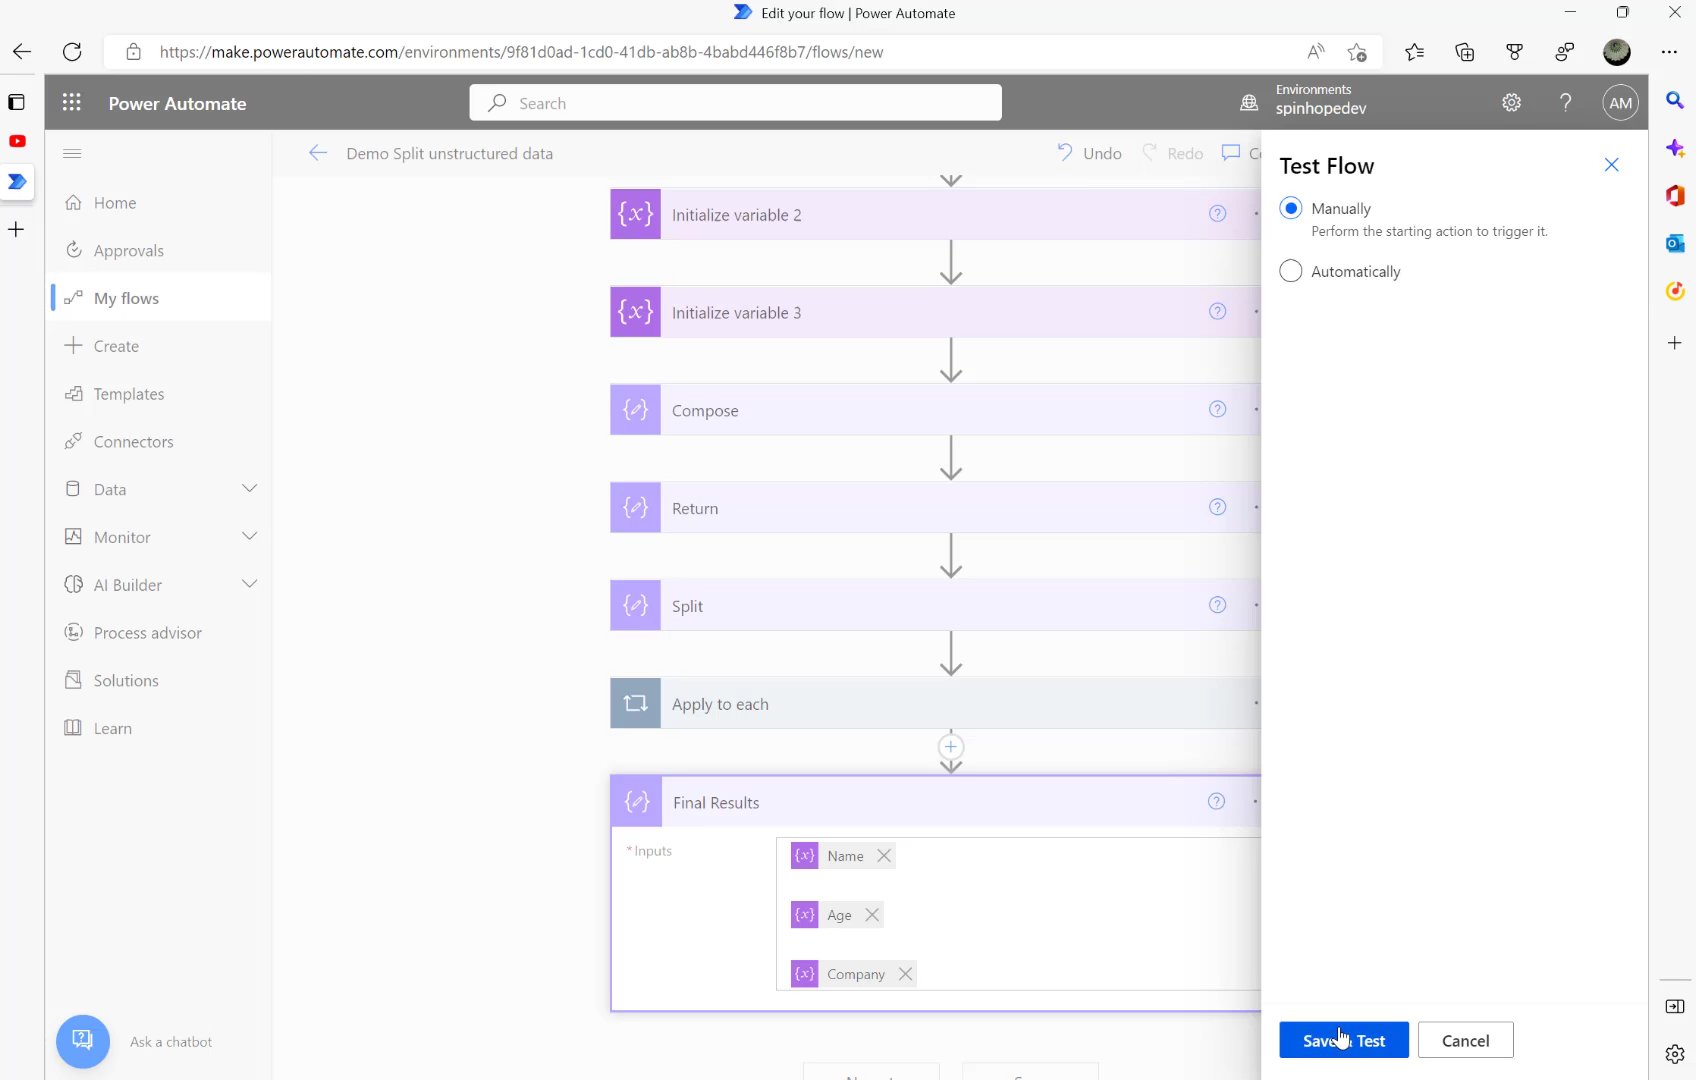 Edit your flow | Power Automate
https://make.powerautomate.com/environments/9f81d0ad-1cd0-41db-ab8b-4babd446f8b7/flows/new
Power Automate
Search
Environments
spinhopedev
AM
Demo Split unstructured data
Undo
Redo
Home
Approvals
My flows
Create
Templates
Connectors
Data
Monitor
AI Builder
Process advisor
Solutions
Learn
Ask a chatbot
{x} Initialize variable 2
{x} Initialize variable 3
Compose
Return
Split
Apply to each
Final Results
* Inputs
{x} Name
{x} Age
{x} Company
Test Flow
Manually
Perform the starting action to trigger it.
Automatically
Test
Cancel